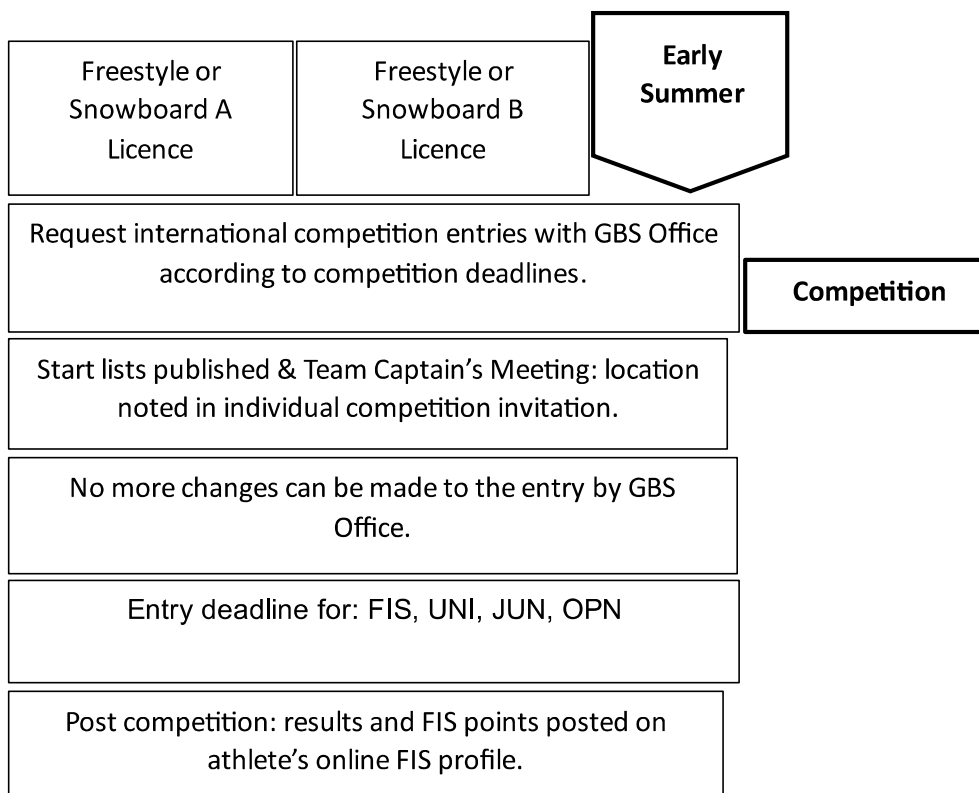 Freestyle or
Snowboard A
Licence
Freestyle or
Snowboard B
Licence
Early
Summer
Request international competition entries with GBS Office
according to competition deadlines.
Competition
Start lists published & Team Captain’s Meeting: location
noted in individual competition invitation.
No more changes can be made to the entry by GBS
Office.
Entry deadline for: FIS, UNI, JUN, OPN
Post competition: results and FIS points posted on
athlete’s online FIS profile.